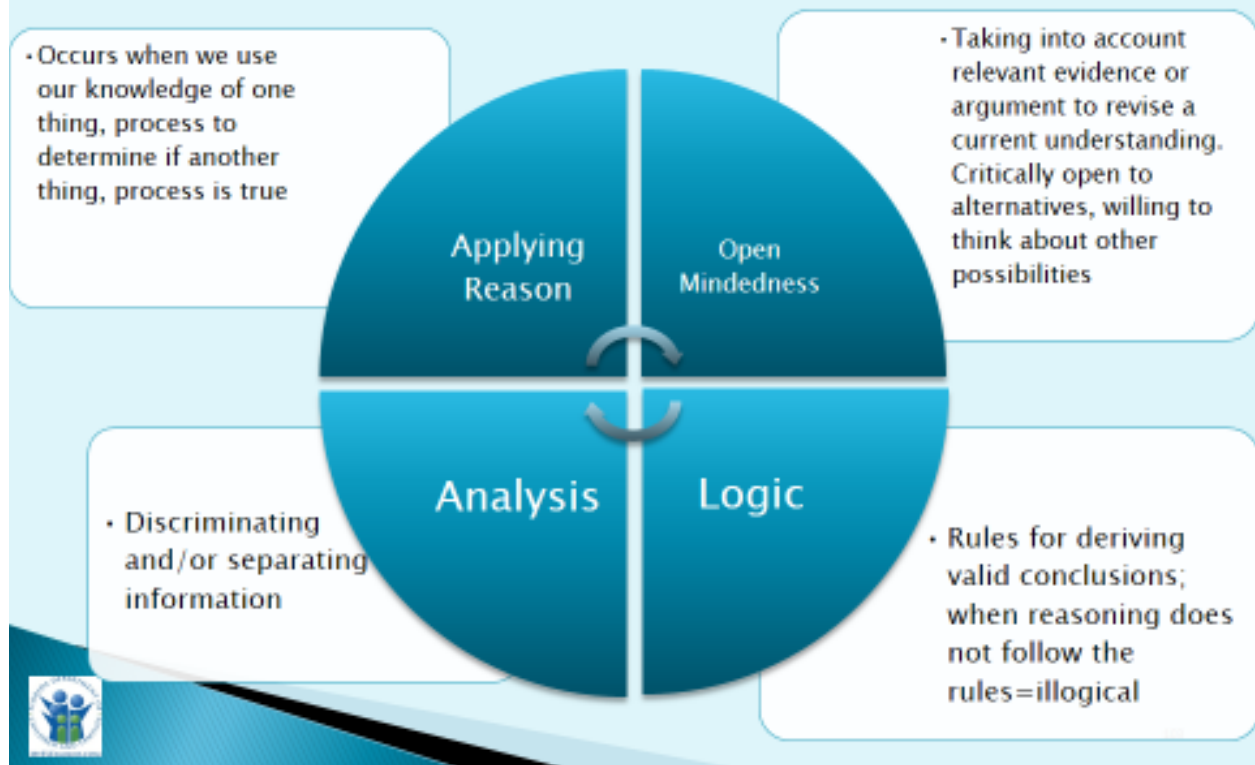 • Occurs when we use
our knowledge of one
thing, process to
determine if another
thing, process is true
Applying
Reason
Open
Mindedness
• Taking into account
relevant evidence or
argument to revise a
current understanding.
Critically open to
alternatives, willing to
think about other
possibilities
Analysis
• Discriminating
and/or separating
information
Logic
• Rules for deriving
valid conclusions;
when reasoning does
not follow the
rules=illogical